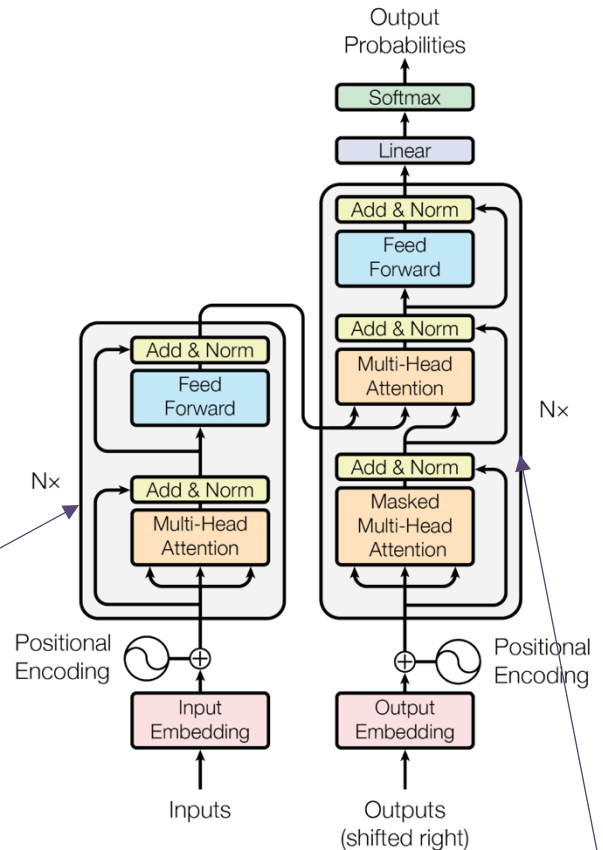 Output
Probabilities
Softmax
Linear
Add & Norm
Feed
Forward
Add & Norm
Multi-Head
Attention
Nx
Add & Norm
Masked
Multi-Head
Attention
Add & Norm
Feed
Forward
Nx
Add & Norm
Multi-Head
Attention
Positional
Encoding
Positional
Encoding
Input
Embedding
Output
Embedding
Inputs
Outputs
(shifted right)